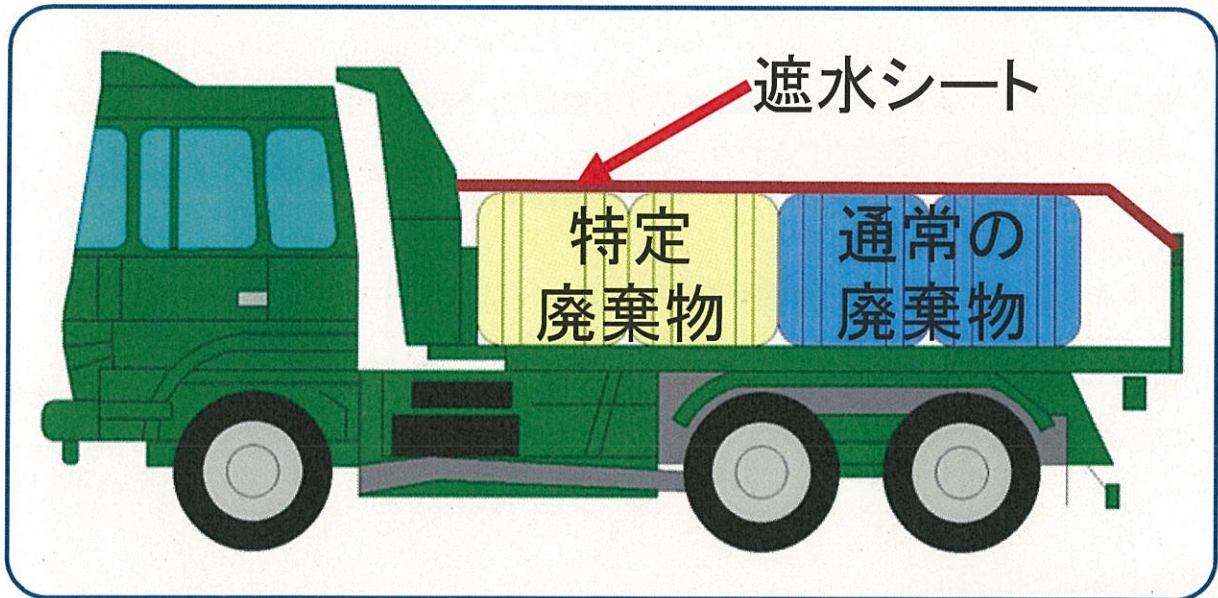 遮水シート
特定
廃棄物
通常の
廃棄物